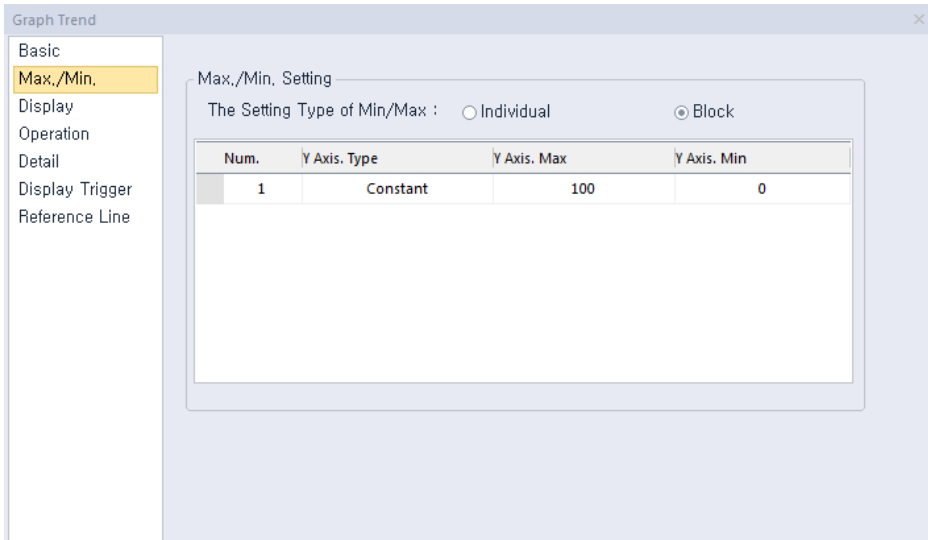 Graph Trend
Basic
Max./Min.
Display
Operation
Detail
Display Trigger
Reference Line
Max./Min. Setting
The Setting Type of Min/Max : Individual Block
Num. Y Axis. Type Y Axis. Max Y Axis. Min
1 Constant 100 0